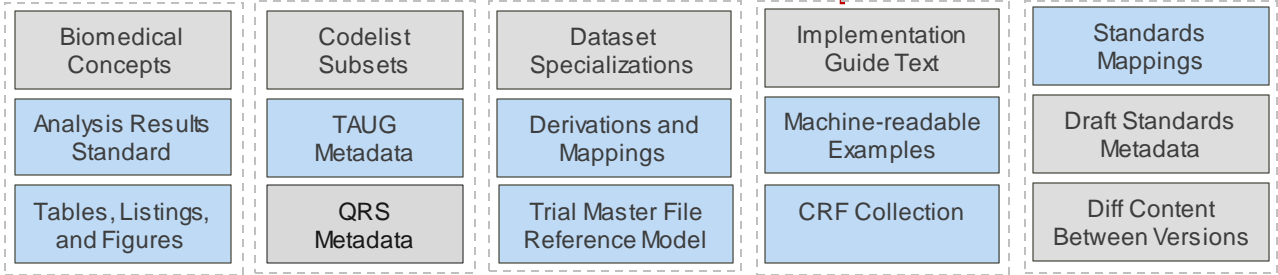 Biomedical
Concepts
Codelist
Subsets
Dataset
Specializations
Implementation
Guide Text
Standards
Mappings
Analysis Results
Standard
TAUG
Metadata
Derivations and
Mappings
Machine-readable
Examples
Draft Standards
Metadata
Tables, Listings,
and Figures
QRS
Metadata
Trial Master File
Reference Model
CRF Collection
Diff Content
Between Versions